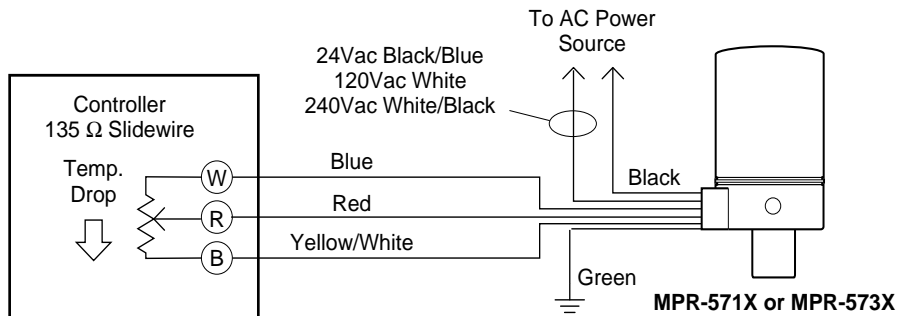 To AC Power
Source
24Vac Black/Blue
120Vac White
240Vac White/Black
Controller
135 Ω Slidewire
Temp.
Drop
W
Blue
Black
R
Red
B
Yellow/White
Green
MPR-571X or MPR-573X